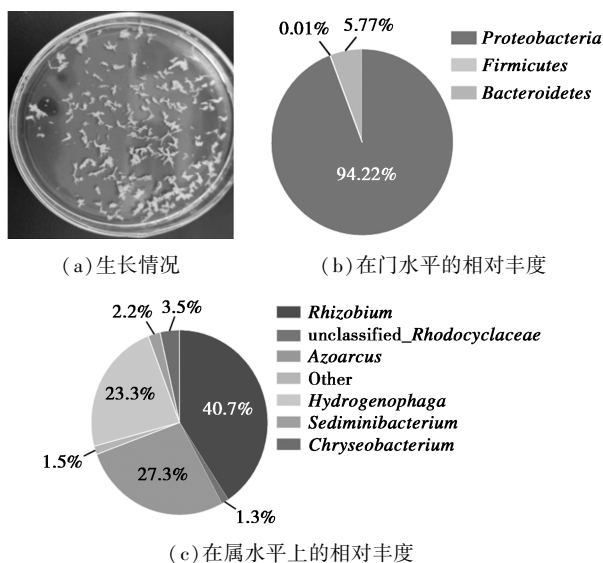 0.01%
5.77%
94.22%
Proteobacteria
Firmicutes
Bacteroidetes
(a)生长情况
(b)在门水平的相对丰度
2.2%
3.5%
23.3%
40.7%
1.5%
27.3%
1.3%
Rhizobium
unclassified_Rhodocyclaceae
Azoarcus
Other
Hydrogenophaga
Sediminibacterium
Chryseobacterium
(c)在属水平上的相对丰度